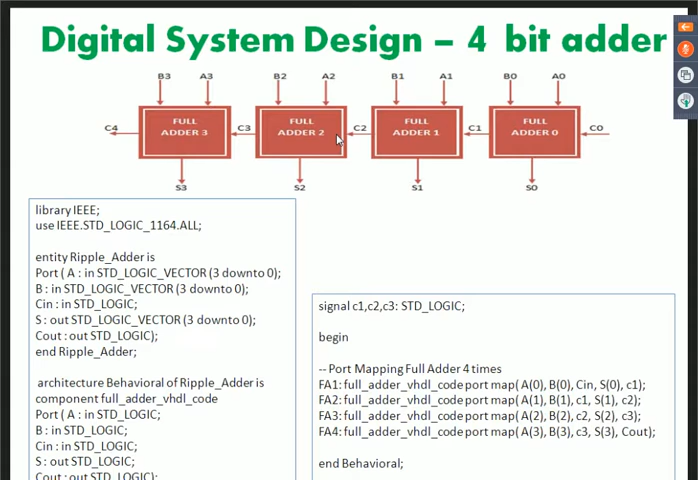 Digital System Design – 4 bit adder
B3 A3 B2 A2 B1 A1 B0 A0
FULL ADDER 3
FULL ADDER 2
FULL ADDER 1
FULL ADDER 0
C4 C3 C2 C1 C0
S3 S2 S1 S0
library IEEE;
use IEEE.STD_LOGIC_1164.ALL;
entity Ripple_Adder is
Port ( A : in STD_LOGIC_VECTOR (3 downto 0);
B : in STD_LOGIC_VECTOR (3 downto 0);
Cin : in STD_LOGIC;
S : out STD_LOGIC_VECTOR (3 downto 0);
Cout : out STD_LOGIC);
end Ripple_Adder;
architecture Behavioral of Ripple_Adder is
component full_adder_vhdl_code
Port ( A : in STD_LOGIC;
B : in STD_LOGIC;
Cin : in STD_LOGIC;
S : out STD_LOGIC;
Cout : out STD_LOGIC);
signal c1,c2,c3: STD_LOGIC;
begin
-- Port Mapping Full Adder 4 times
FA1: full_adder_vhdl_code port map( A(0), B(0), Cin, S(0), c1);
FA2: full_adder_vhdl_code port map( A(1), B(1), c1, S(1), c2);
FA3: full_adder_vhdl_code port map( A(2), B(2), c2, S(2), c3);
FA4: full_adder_vhdl_code port map( A(3), B(3), c3, S(3), Cout);
end Behavioral;